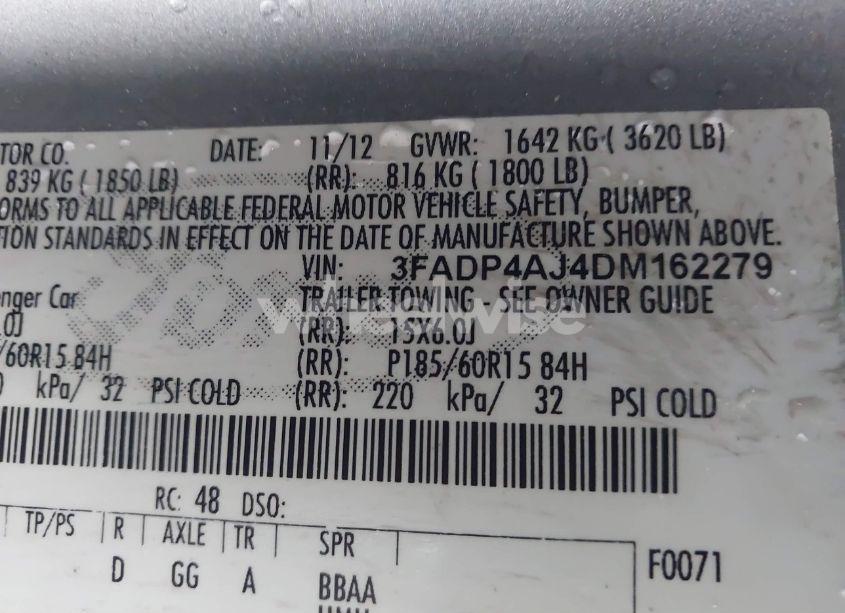 TOR CO. DATE: 11/12 GVWR: 1642 KG ( 3620 LB)
839 KG ( 1850 LB) (RR): 816 KG ( 1800 LB)
ORMS TO ALL APPLICABLE FEDERAL MOTOR VEHICLE SAFETY, BUMPER,
TION STANDARDS IN EFFECT ON THE DATE OF MANUFACTURE SHOWN ABOVE.
VIN: 3FADP4AJ4DM162279
enger Car TRAILER TOWING - SEE OWNER GUIDE
.0J (RR): 15X6.0J
/60R15 84H (RR): P185/60R15 84H
0 kPa/ 32 PSI COLD (RR): 220 kPa/ 32 PSI COLD
RC: 48 DSO:
TP/PS R AXLE TR SPR F0071
D GG A BBAA